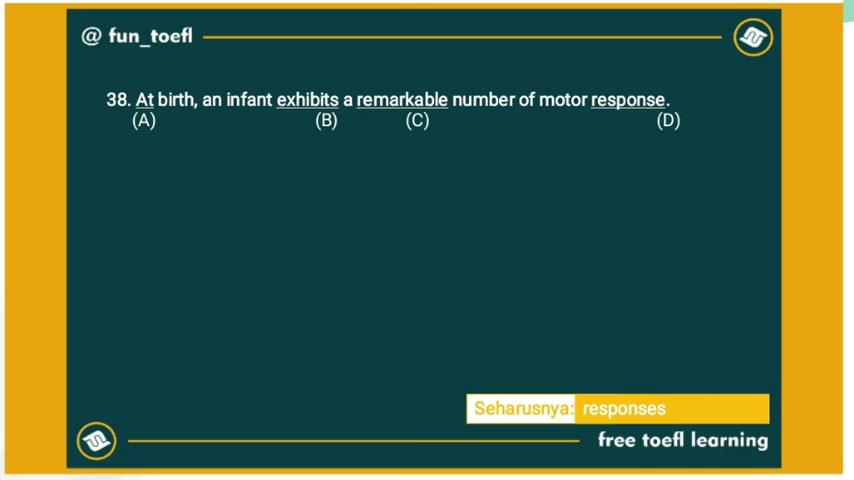 @ fun_toefl
38. At birth, an infant exhibits a remarkable number of motor response.
(A) (B) (C) (D)
Seharusnya: responses
free toefl learning